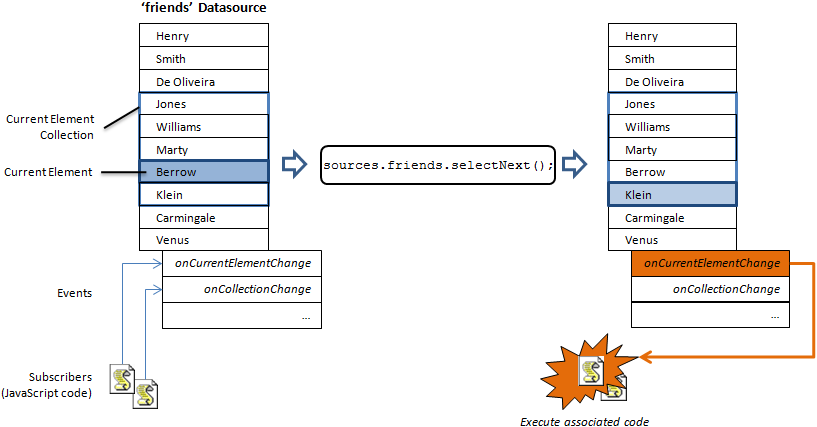 ‘friends’ Datasource
Henry
Smith
De Oliveira
Jones
Williams
Marty
Berrow
Klein
Carmingale
Venus
Current Element
Collection
Current Element
sources.friends.selectNext();
Henry
Smith
De Oliveira
Jones
Williams
Marty
Berrow
Klein
Carmingale
Venus
Events
onCurrentElementChange
onCollectionChange
...
onCurrentElementChange
onCollectionChange
...
Subscribers
(JavaScript code)
Execute associated code